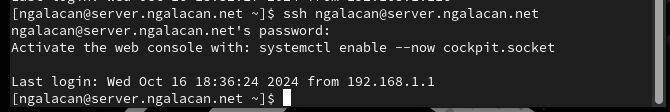 [ngalacan@server.ngalacan.net ~]$ ssh ngalacan@server.ngalacan.net
ngalacan@server.ngalacan.net's password:
Activate the web console with: systemctl enable --now cockpit.socket
Last login: Wed Oct 16 18:36:24 2024 from 192.168.1.1
[ngalacan@server.ngalacan.net ~]$